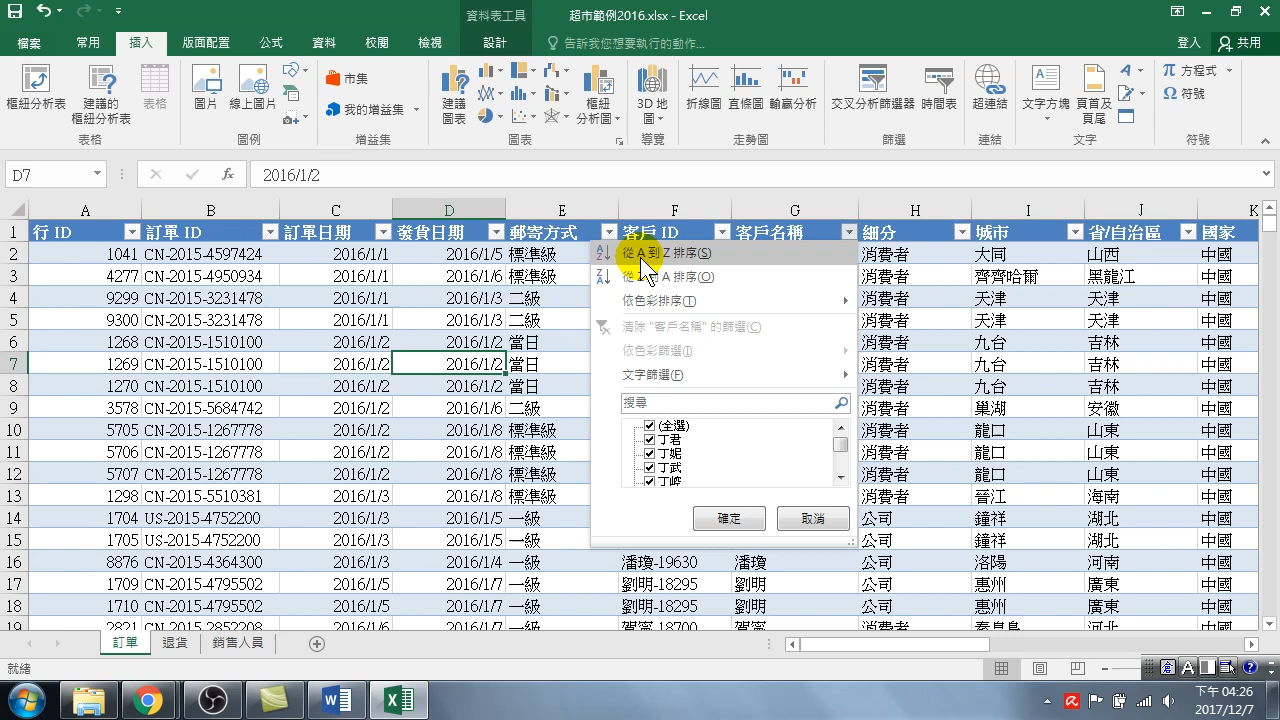 資料表工具 超市範例2016.xlsx - Excel
檔案 常用 插入 版面配置 公式 資料 校閱 檢視 設計 告訴我您想要執行的動作... 登入 共用
樞紐分析表 建議的樞紐分析表 表格 圖片 線上圖片 市集 我的增益集 建議圖表 樞紐分析圖 3D 地圖 折線圖 直條圖 輸贏分析 交叉分析篩選器 時間表 超連結 文字方塊 頁首及頁尾 方程式 符號
表格 圖例 增益集 圖表 導覽 走勢圖 篩選 連結 文字 符號
D7 fx 2016/1/2
A B C D E F G H I J K
1 行 ID 訂單 ID 訂單日期 發貨日期 郵寄方式 客戶 ID 客戶名稱 細分 城市 省/自治區 國家
2 1041 CN-2015-4597424 2016/1/1 2016/1/5 標準級 消費者 大同 山西 中國
3 4277 CN-2015-4950934 2016/1/1 2016/1/3 標準級 消費者 齊齊哈爾 黑龍江 中國
4 9299 CN-2015-3231478 2016/1/1 2016/1/3 二級 消費者 天津 天津 中國
5 9300 CN-2015-3231478 2016/1/1 2016/1/3 二級 消費者 天津 天津 中國
6 1268 CN-2015-1510100 2016/1/2 2016/1/2 當日 消費者 九台 吉林 中國
7 1269 CN-2015-1510100 2016/1/2 2016/1/2 當日 消費者 九台 吉林 中國
8 1270 CN-2015-1510100 2016/1/2 2016/1/2 當日 消費者 九台 吉林 中國
9 3578 CN-2015-5684742 2016/1/2 2016/1/6 二級 消費者 巢湖 安徽 中國
10 5705 CN-2015-1267778 2016/1/2 2016/1/8 標準級 消費者 龍口 山東 中國
11 5706 CN-2015-1267778 2016/1/2 2016/1/8 標準級 消費者 龍口 山東 中國
12 5707 CN-2015-1267778 2016/1/2 2016/1/8 標準級 消費者 龍口 山東 中國
13 1298 CN-2015-5510381 2016/1/3 2016/1/8 標準級 消費者 晉江 海南 中國
14 1704 US-2015-4752200 2016/1/3 2016/1/5 一級 公司 鐘祥 湖北 中國
15 1705 US-2015-4752200 2016/1/3 2016/1/5 一級 公司 鐘祥 湖北 中國
16 8876 CN-2015-4364300 2016/1/3 2016/1/4 一級 潘瓊-19630 潘瓊 公司 洛陽 河南 中國
17 1709 CN-2015-4795502 2016/1/5 2016/1/7 一級 劉明-18295 劉明 公司 惠州 廣東 中國
18 1710 CN-2015-4795502 2016/1/5 2016/1/7 一級 劉明-18295 劉明 公司 惠州 廣東 中國
19 2821 CN-2015-2852208 2016/1/6 2016/1/7 一級 賀寧-18700 賀寧 公司 秦皇島 河北 中國
從 A 到 Z 排序(S)
A 排序(O)
依色彩排序(T)
清除 "客戶名稱" 的篩選(C)
依色彩篩選(I)
文字篩選(F)
搜尋
(全選)
丁君
丁妮
丁武
確定 取消
訂單 退貨 銷售人員
就緒
下午 04:26
2017/12/7